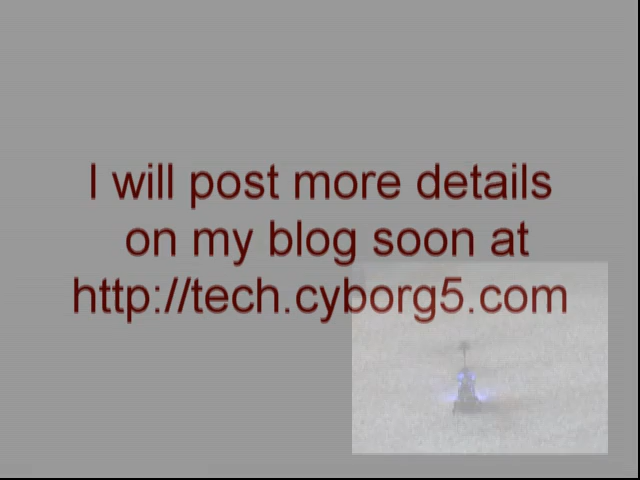 I will post more details
on my blog soon at
http://tech.cyborg5.com